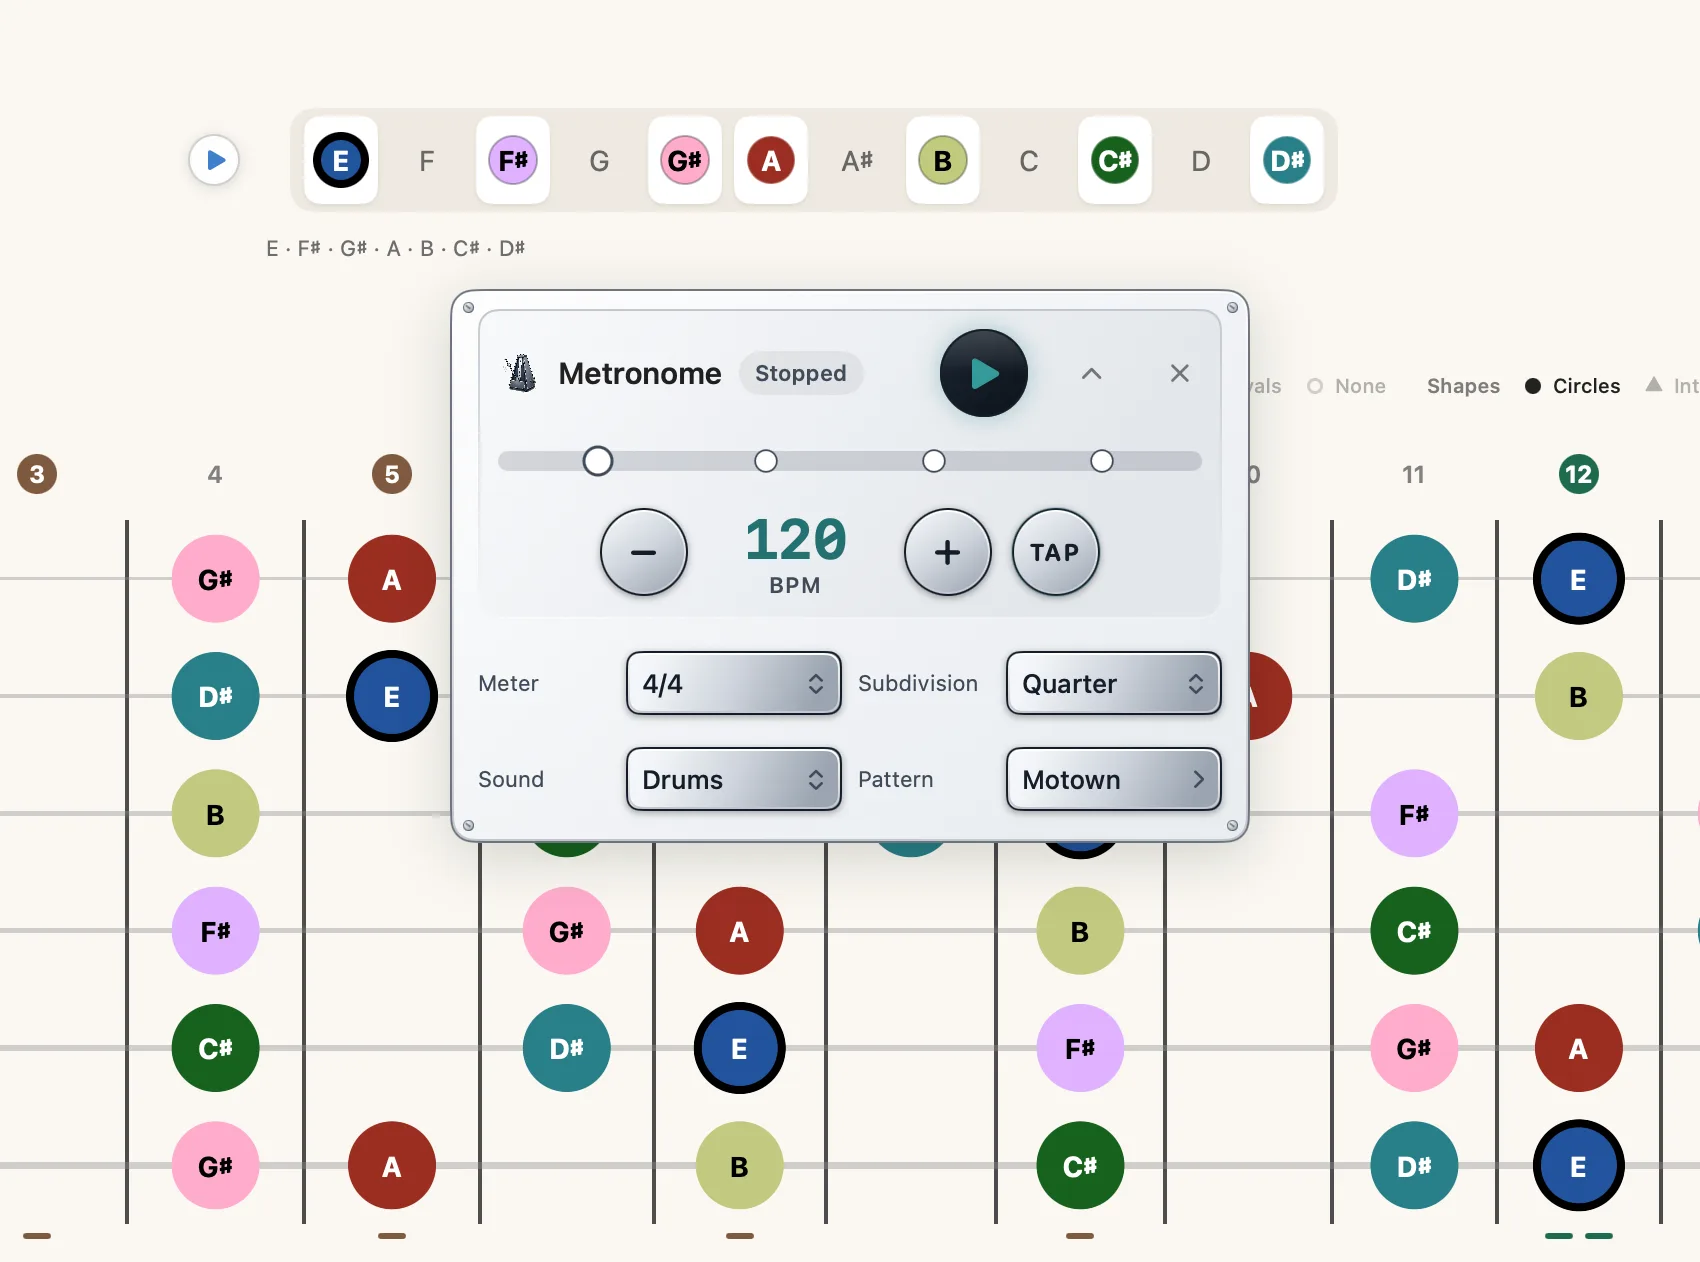 E F F# G G# A A# B C C# D D#
E · F# · G# · A · B · C# · D#
Metronome Stopped
None Shapes Circles
3 4 5 11 12
120
BPM
TAP
G# A D# E
D# E B
Meter 4/4 Subdivision Quarter
Sound Drums Pattern Motown
B F#
F# G# A B C#
C# D# E F# G# A
G# A B C# D# E